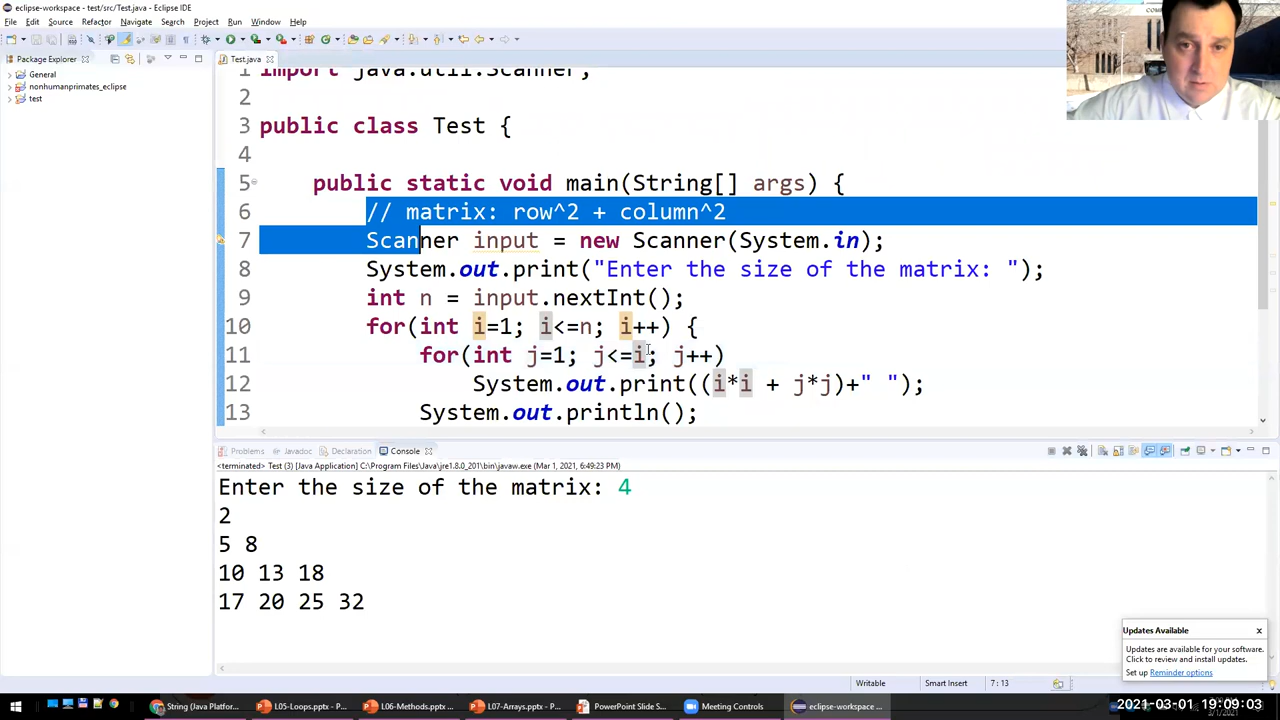 eclipse-workspace - test/src/Test.java - Eclipse IDE
File Edit Source Refactor Navigate Search Project Run Window Help
Package Explorer
Test.java
General
nonhumanprimates_eclipse
test
1 import java.util.Scanner;
2
3 public class Test {
4
5 public static void main(String[] args) {
6 // matrix: row^2 + column^2
7 Scanner input = new Scanner(System.in);
8 System.out.print("Enter the size of the matrix: ");
9 int n = input.nextInt();
10 for(int i=1; i<=n; i++) {
11 for(int j=1; j<=i; j++)
12 System.out.print((i*i + j*j)+" ");
13 System.out.println();
Problems Javadoc Declaration Console
<terminated> Test (3) [Java Application] C:\Program Files\Java\jre1.8.0_201\bin\javaw.exe (Mar 1, 2021, 6:49:23 PM)
Enter the size of the matrix: 4
2
5 8
10 13 18
17 20 25 32
Updates Available
Updates are available for your software.
Click to review and install updates.
Set up Reminder options
Writable Smart Insert 7 : 13
String (Java Platfor... L05-Loops.pptx - P... L06-Methods.pptx ... L07-Arrays.pptx - P... PowerPoint Slide S... Meeting Controls eclipse-workspace ...
2021-03-01 19:09:03